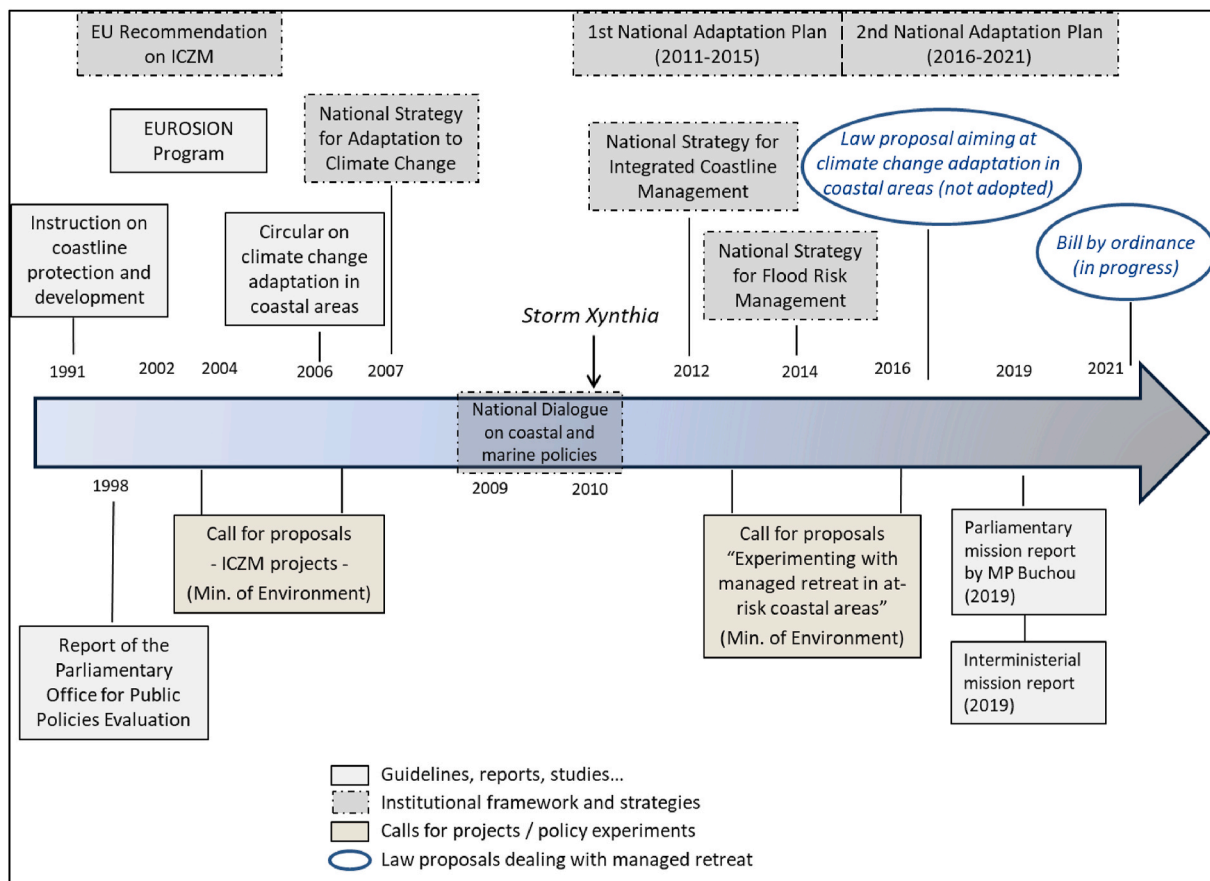 EU Recommendation
on ICZM
1st National Adaptation Plan
(2011-2015)
2nd National Adaptation Plan
(2016-2021)
EUROSION
Program
National Strategy
for Adaptation to
Climate Change
National Strategy for
Integrated Coastline
Management
Law proposal aiming at
climate change adaptation in
coastal areas (not adopted)
Instruction on
coastline
protection and
development
Circular on
climate change
adaptation in
coastal areas
National Strategy
for Flood Risk
Management
Bill by ordinance
(in progress)
Storm Xynthia
1991
2002
2004
2006
2007
2012
2014
2016
2019
2021
National Dialogue
on coastal and
marine policies
1998
2009
2010
Call for proposals
- ICZM projects -
(Min. of Environment)
Call for proposals
“Experimenting with
managed retreat in at-
risk coastal areas”
(Min. of Environment)
Parliamentary
mission report
by MP Buchou
(2019)
Report of the
Parliamentary
Office for Public
Policies Evaluation
Interministerial
mission report
(2019)
Guidelines, reports, studies...
Institutional framework and strategies
Calls for projects / policy experiments
Law proposals dealing with managed retreat